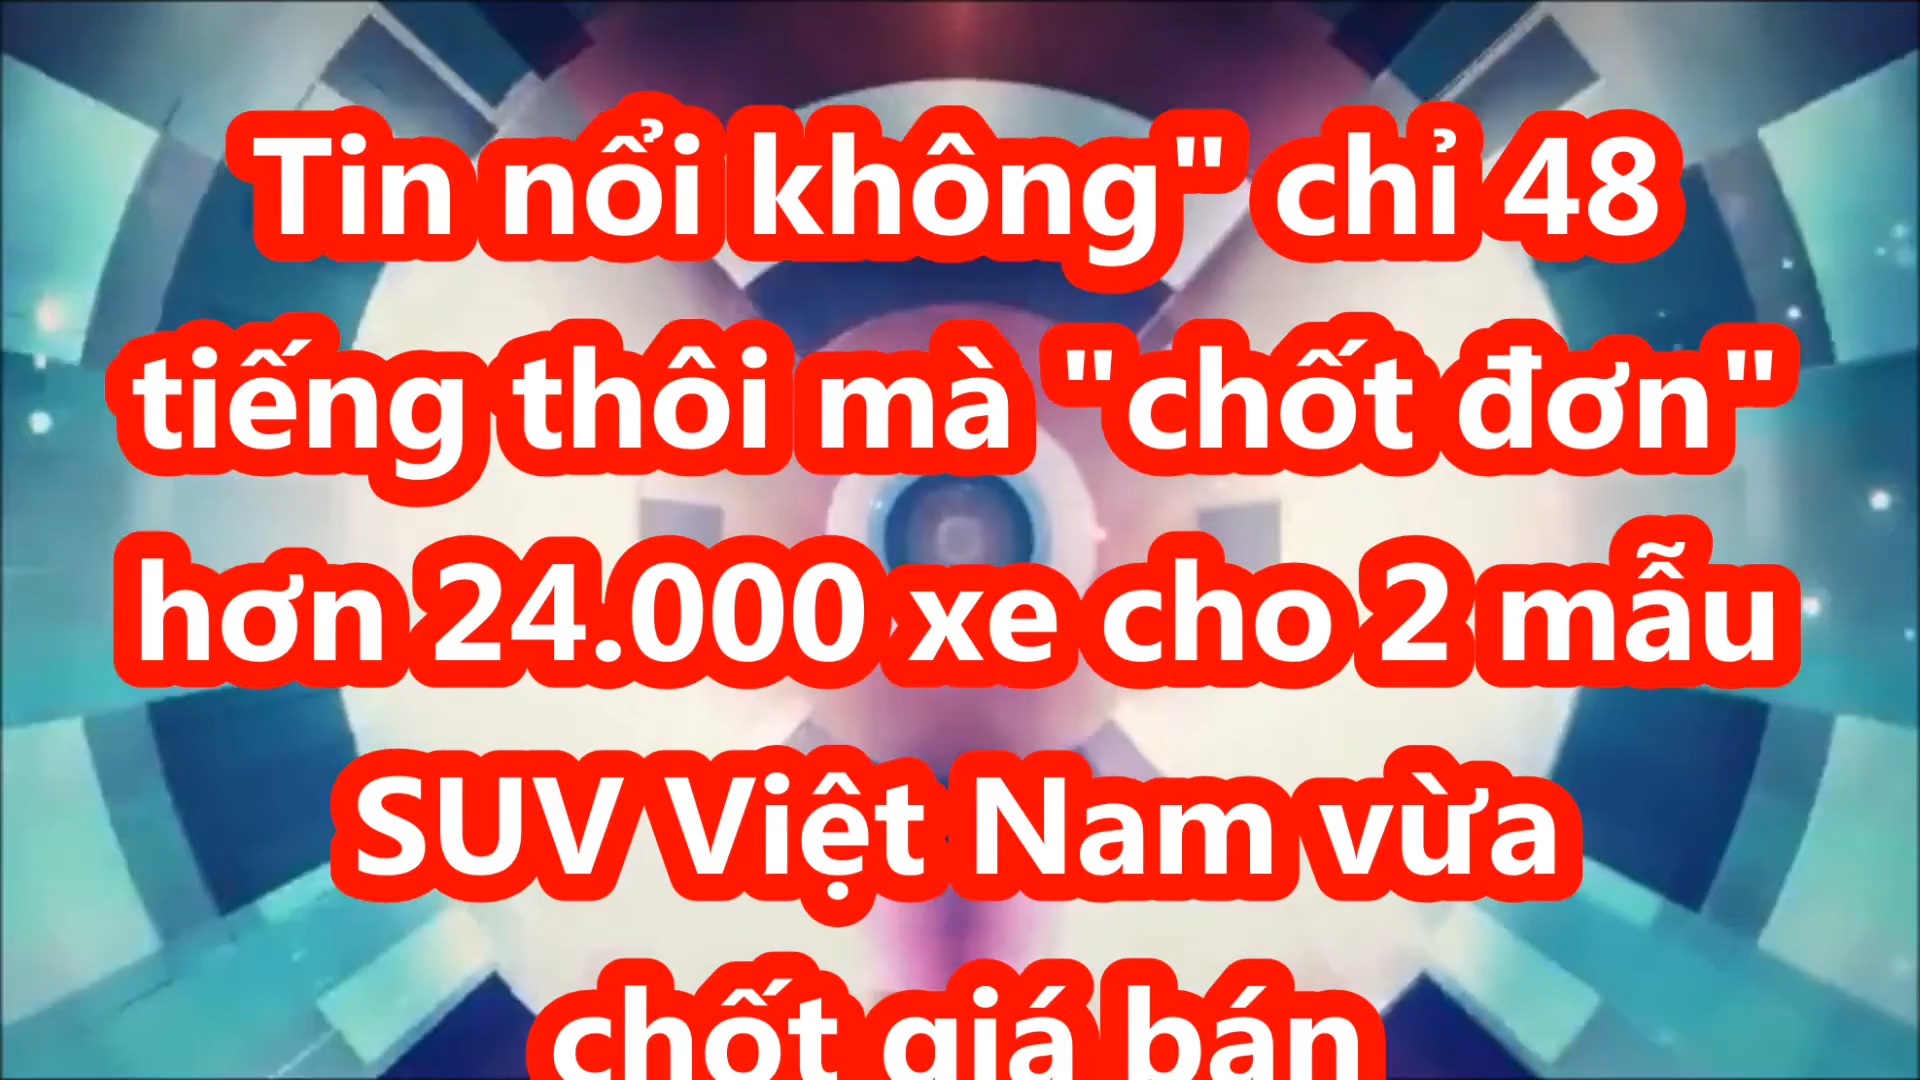 Tin nổi không" chỉ 48
tiếng thôi mà "chốt đơn"
hơn 24.000 xe cho 2 mẫu
SUV Việt Nam vừa
chốt giá bán